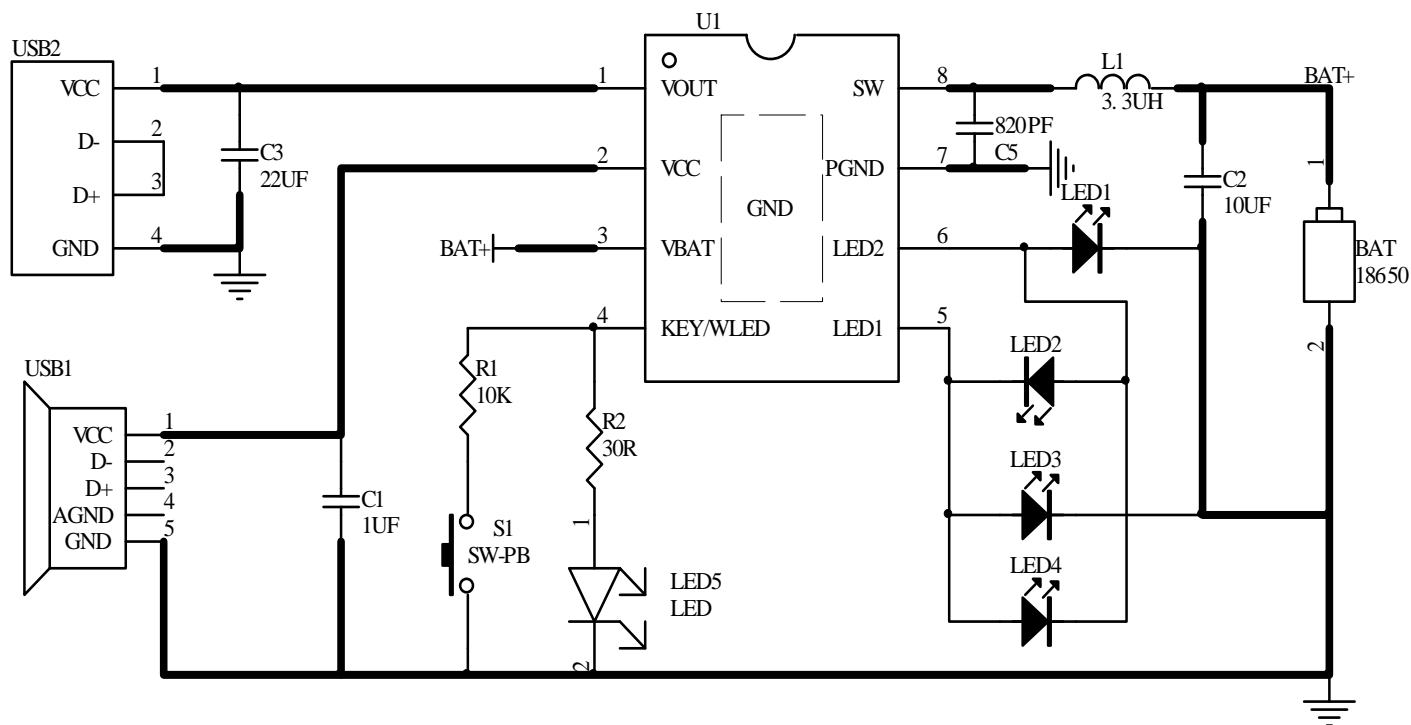 U1
USB2
VCC
1
D-
2
D+
3
GND
4
C3
22UF
1
VOUT
2
VCC
BAT+
3
VBAT
4
KEY/WLED
GND
SW
8
PGND
7
LED2
6
LED1
5
820PF
C5
L1
3.3UH
BAT+
1
C2
10UF
BAT
18650
2
LED1
LED2
LED3
LED4
USB1
VCC
1
D-
2
D+
3
AGND
4
GND
5
C1
1UF
R1
10K
R2
30R
S1
SW-PB
1
LED5
LED
2